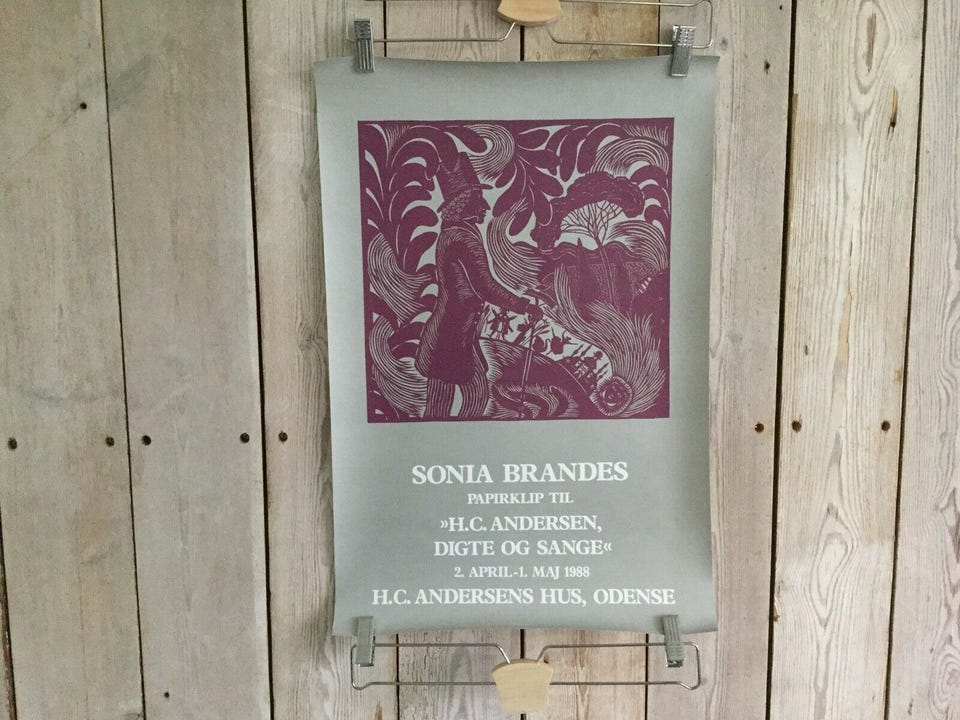 SONIA BRANDES
PAPIRKLIP TIL
»H.C. ANDERSEN,
DIGTE OG SANGE«
2. APRIL-1. MAJ 1988
H.C. ANDERSENS HUS, ODENSE